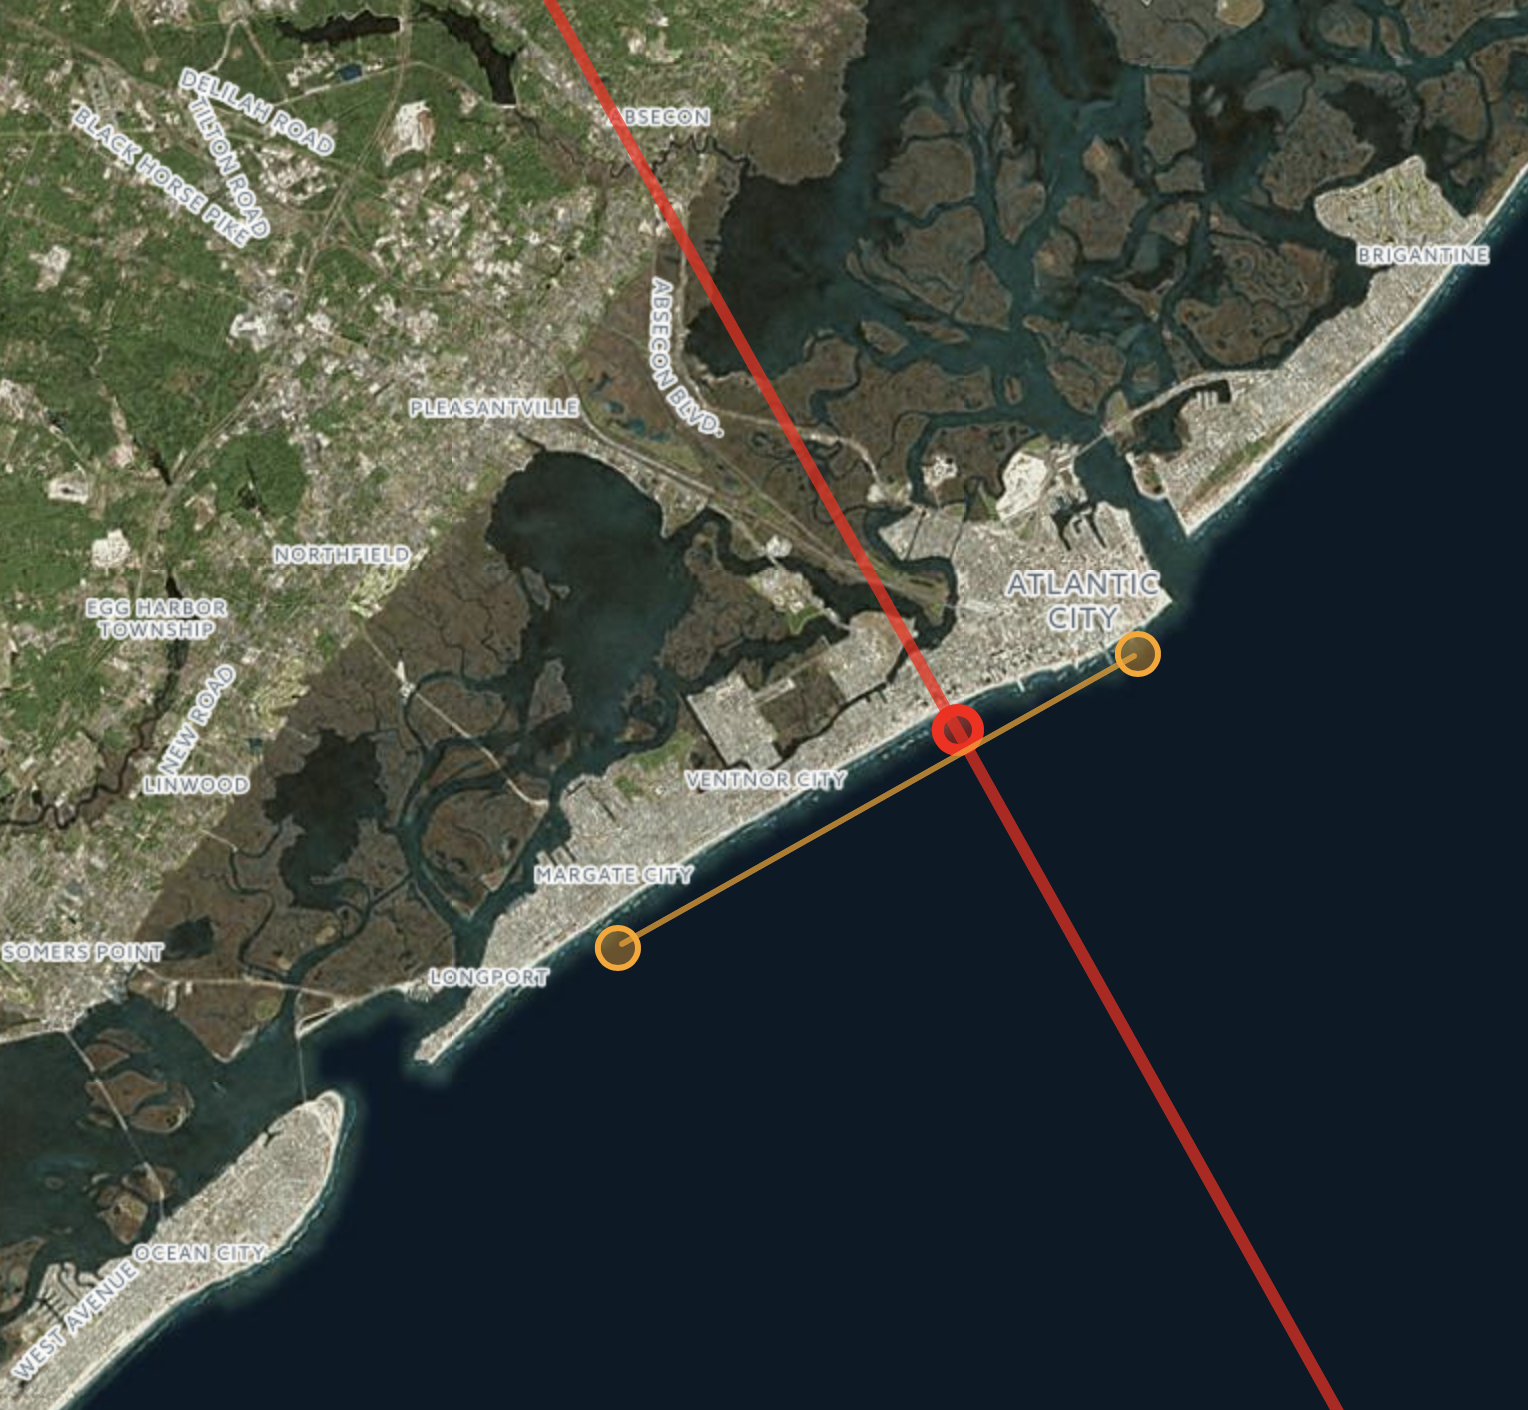 DELILAH ROAD
TILTON ROAD
BLACK HORSE PIKE
ABSECON
BRIGANTINE
ABSECON BLVD.
PLEASANTVILLE
NORTHFIELD
ATLANTIC
CITY
EGG HARBOR
TOWNSHIP
NEW ROAD
LINWOOD
VENTNOR CITY
MARGATE CITY
SOMERS POINT
LONGPORT
OCEAN CITY
WEST AVENUE